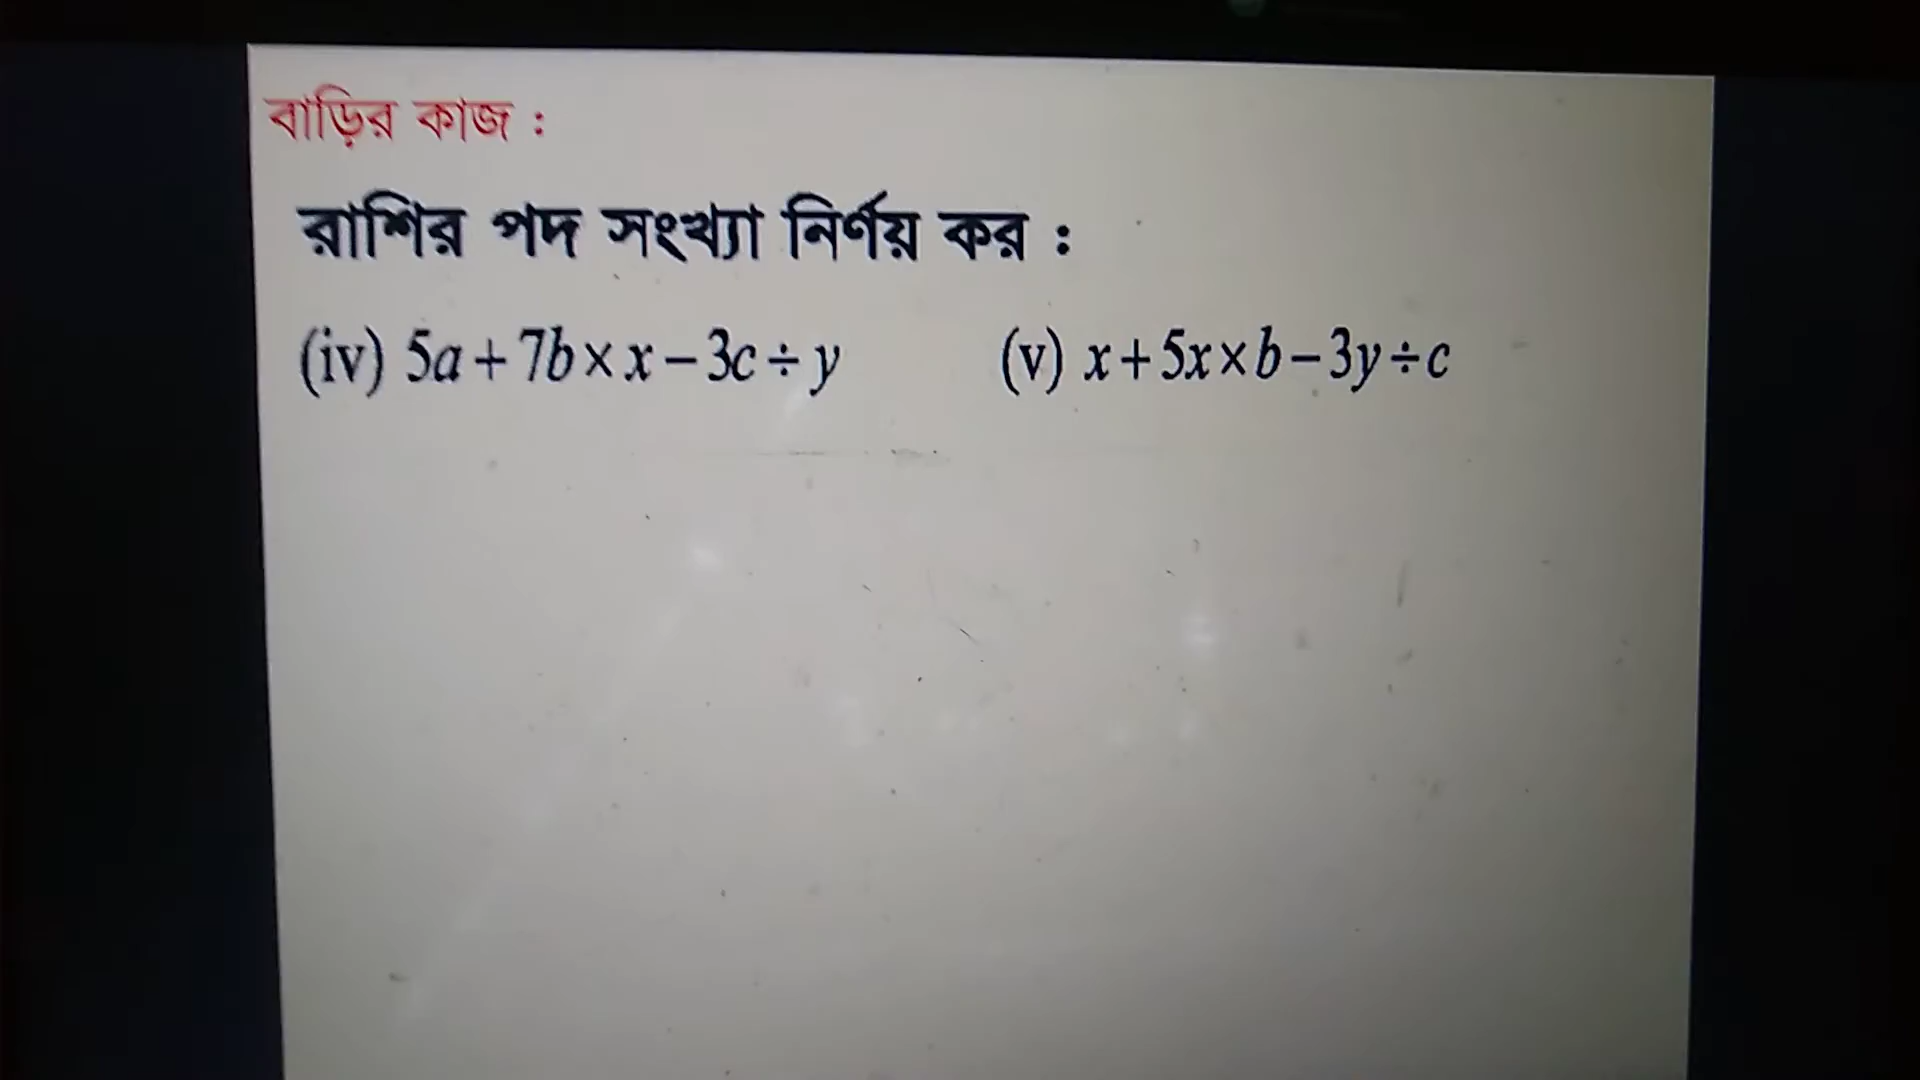 বাড়ির কাজ :
রাশির পদ সংখ্যা নির্ণয় কর :
(iv) 5a + 7b × x − 3c ÷ y (v) x + 5x × b − 3y ÷ c